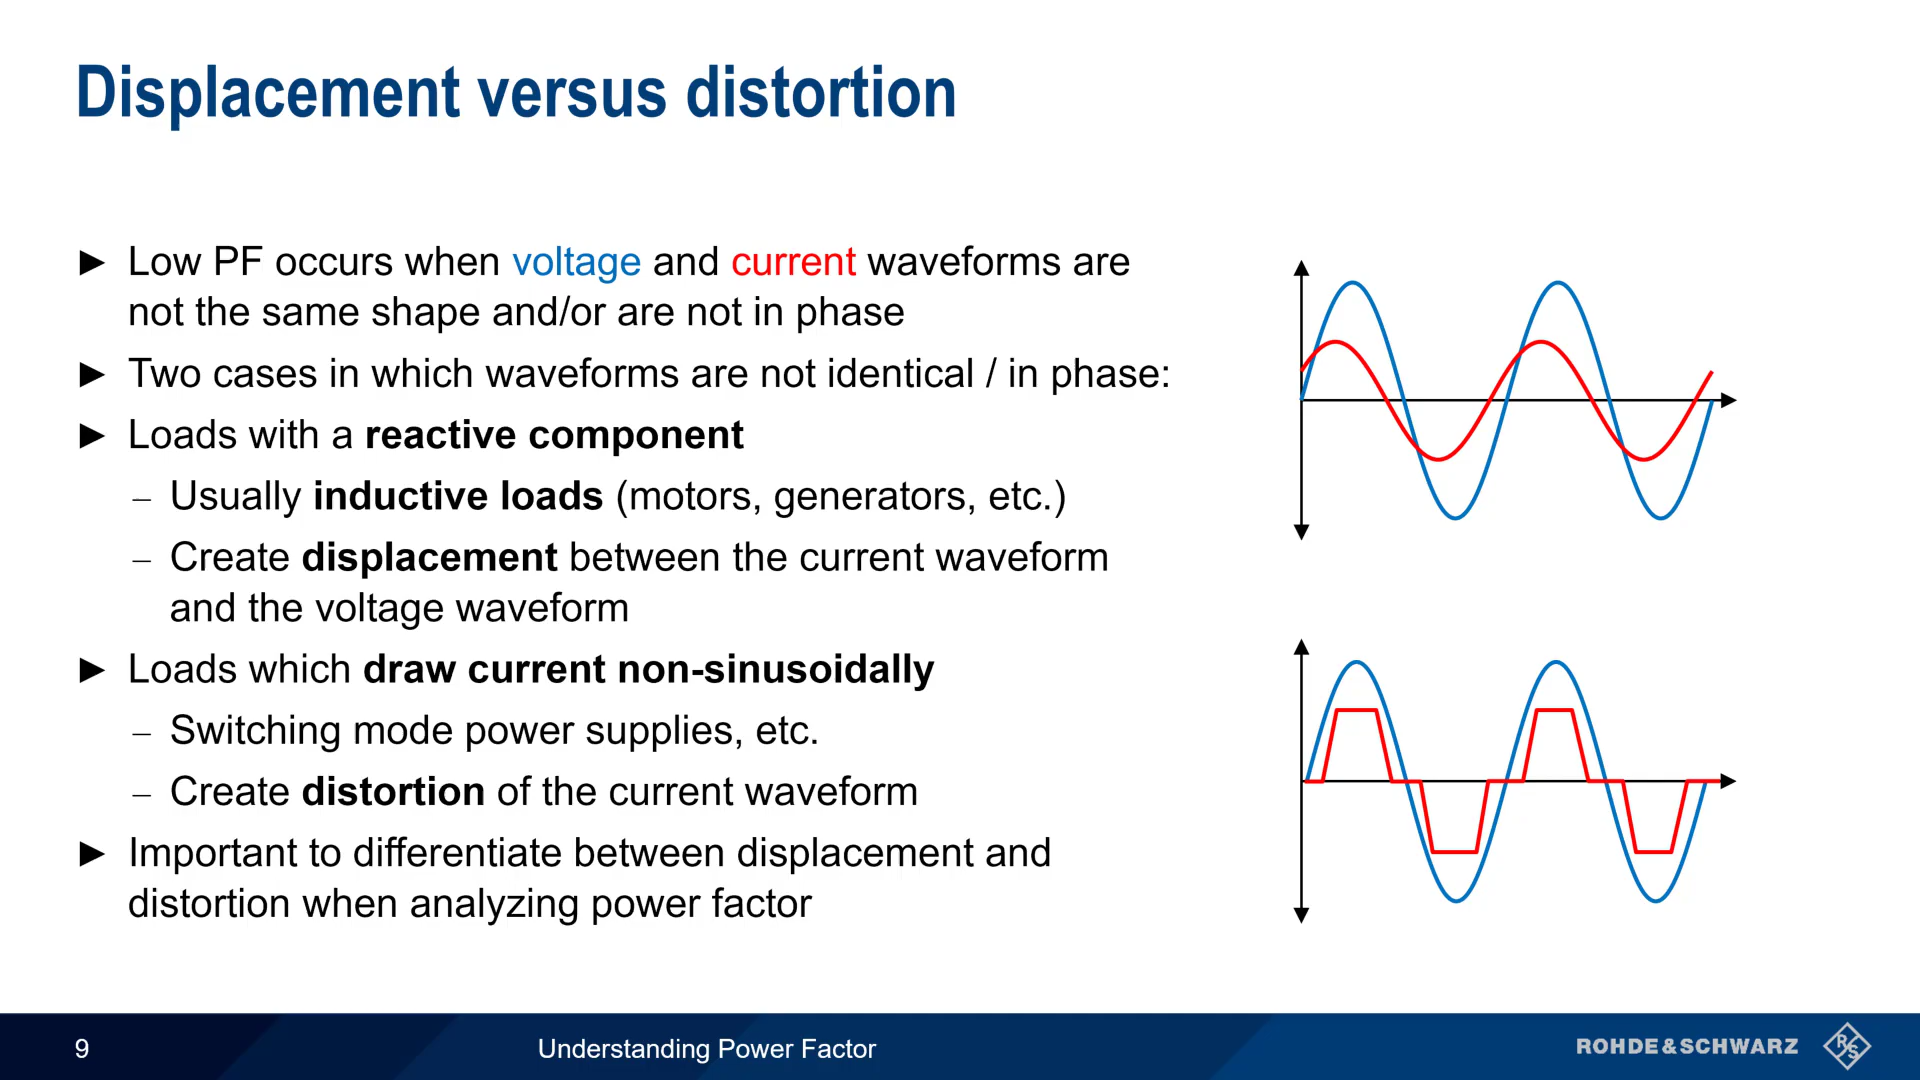 Displacement versus distortion
► Low PF occurs when voltage and current waveforms are
not the same shape and/or are not in phase
► Two cases in which waveforms are not identical / in phase:
► Loads with a reactive component
– Usually inductive loads (motors, generators, etc.)
– Create displacement between the current waveform
and the voltage waveform
► Loads which draw current non-sinusoidally
– Switching mode power supplies, etc.
– Create distortion of the current waveform
► Important to differentiate between displacement and
distortion when analyzing power factor
9
Understanding Power Factor
ROHDE&SCHWARZ
R&S